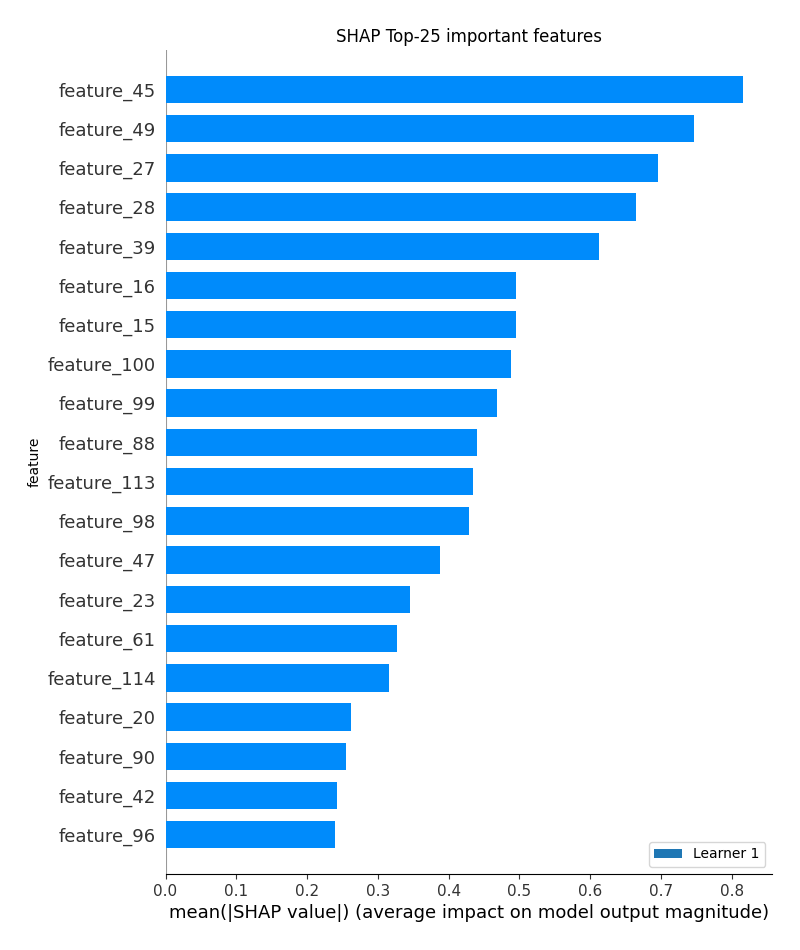 SHAP Top-25 important features
feature
feature_45
feature_49
feature_27
feature_28
feature_39
feature_16
feature_15
feature_100
feature_99
feature_88
feature_113
feature_98
feature_47
feature_23
feature_61
feature_114
feature_20
feature_90
feature_42
feature_96
Learner 1
0.0 0.1 0.2 0.3 0.4 0.5 0.6 0.7 0.8
mean(|SHAP value|) (average impact on model output magnitude)